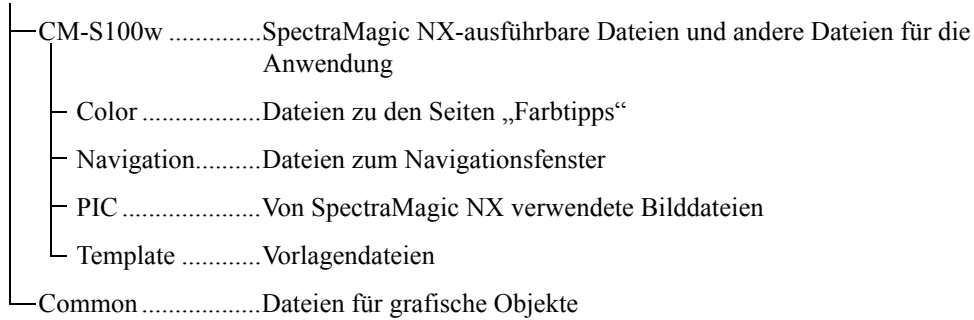 CM-S100w ..............SpectraMagic NX-ausführbare Dateien und andere Dateien für die
Anwendung
Color ..................Dateien zu den Seiten „Farbtipps“
Navigation..........Dateien zum Navigationsfenster
PIC .....................Von SpectraMagic NX verwendete Bilddateien
Template ............Vorlagendateien
Common ..................Dateien für grafische Objekte